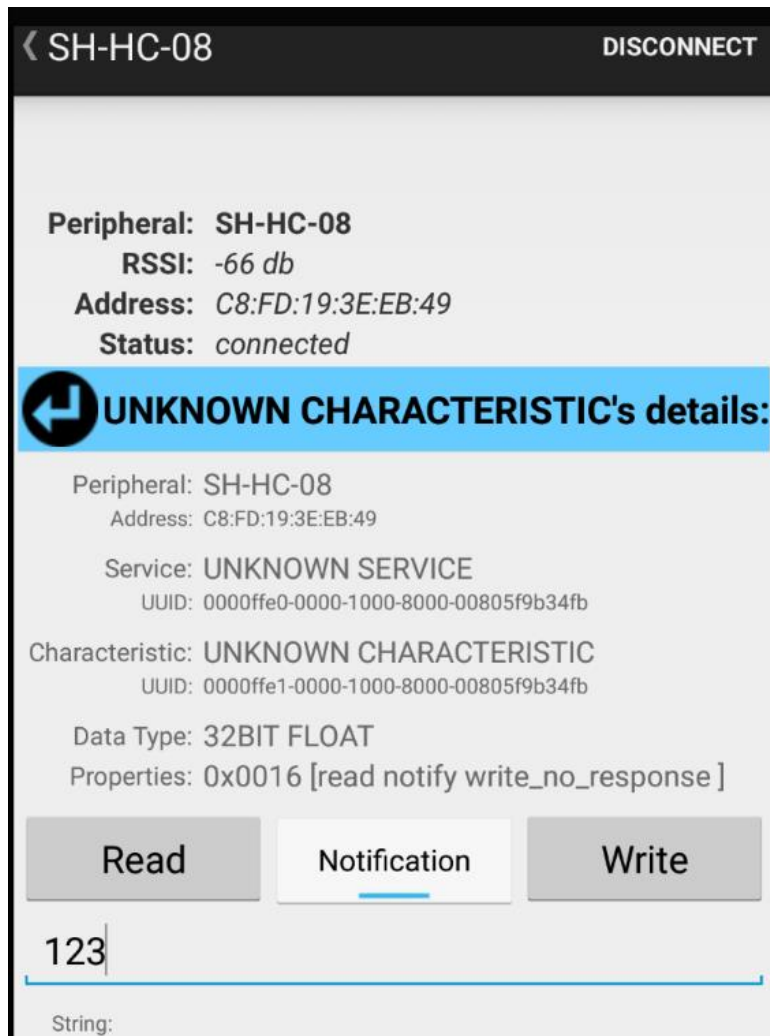 SH-HC-08 DISCONNECT
Peripheral: SH-HC-08
RSSI: -66 db
Address: C8:FD:19:3E:EB:49
Status: connected
UNKNOWN CHARACTERISTIC's details:
Peripheral: SH-HC-08
Address: C8:FD:19:3E:EB:49
Service: UNKNOWN SERVICE
UUID: 0000ffe0-0000-1000-8000-00805f9b34fb
Characteristic: UNKNOWN CHARACTERISTIC
UUID: 0000ffe1-0000-1000-8000-00805f9b34fb
Data Type: 32BIT FLOAT
Properties: 0x0016 [read notify write_no_response ]
Read Notification Write
123
String: